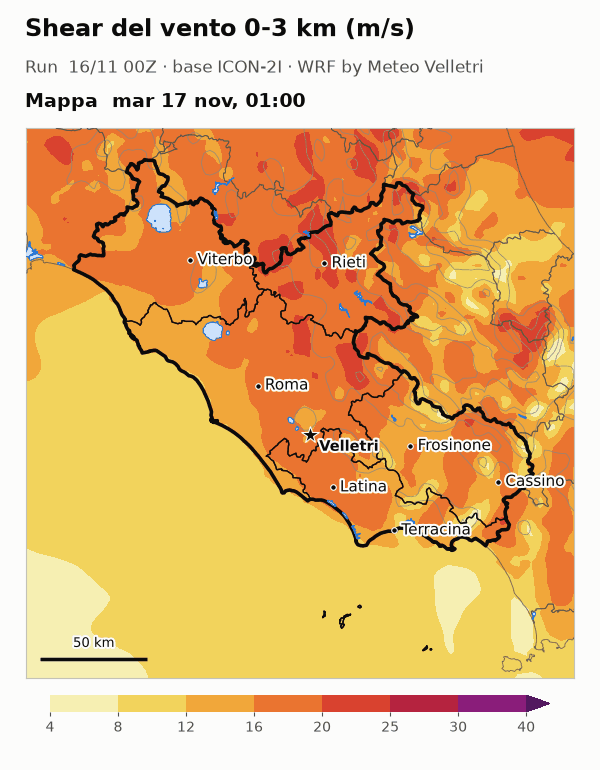 Shear del vento 0-3 km (m/s)
Run  16/11 00Z · base ICON-2I · WRF by Meteo Velletri
Mappa  mar 17 nov, 01:00
Viterbo
Rieti
Roma
Velletri
Frosinone
Latina
Cassino
Terracina
50 km
4 8 12 16 20 25 30 40